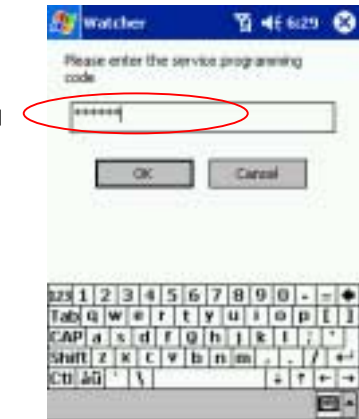 Watcher 6:29
Please enter the service programming
code
******
OK Cancel
123 1 2 3 4 5 6 7 8 9 0 - = ◆
Tab q w e r t y u i o p [ ]
CAP a s d f g h j k l ; '
Shift z x c v b n m , . / ↵
Ctl áü ` \ ↓ ↑ ← →